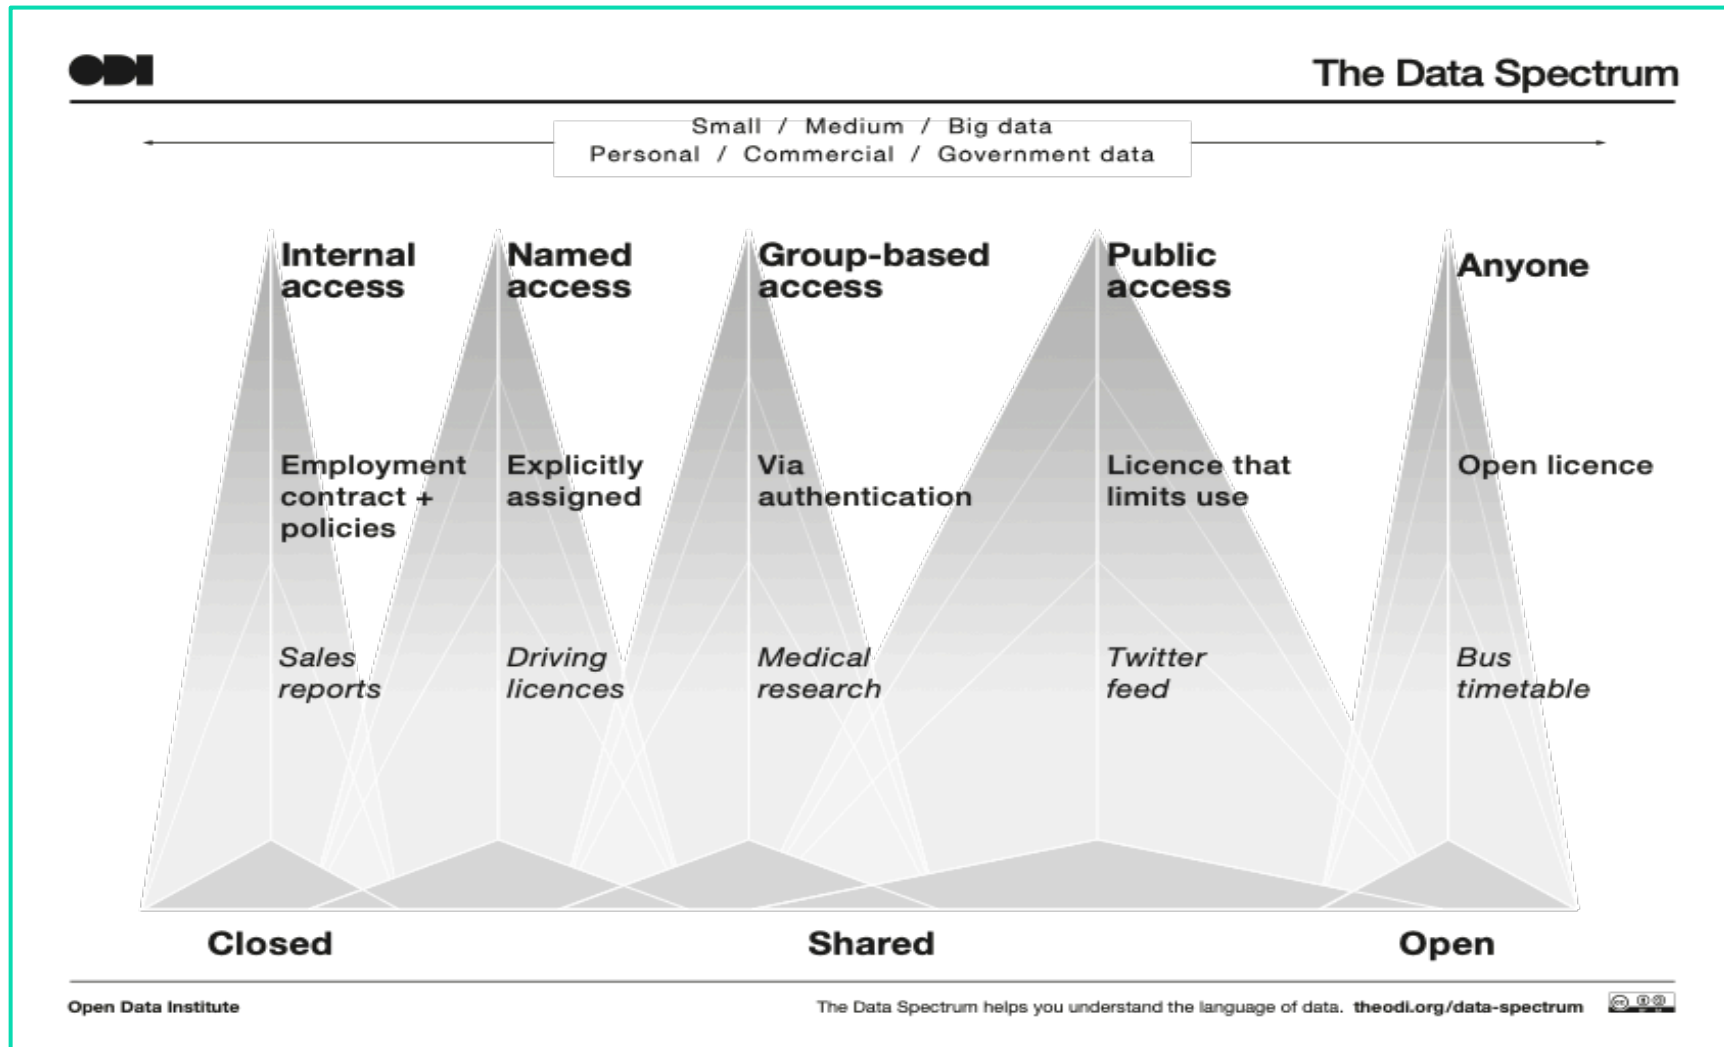 ODI
The Data Spectrum
Small / Medium / Big data
Personal / Commercial / Government data
Internal
access
Named
access
Group-based
access
Public
access
Anyone
Employment
contract +
policies
Explicitly
assigned
Via
authentication
Licence that
limits use
Open licence
Sales
reports
Driving
licences
Medical
research
Twitter
feed
Bus
timetable
Closed
Shared
Open
Open Data Institute
The Data Spectrum helps you understand the language of data. theodi.org/data-spectrum